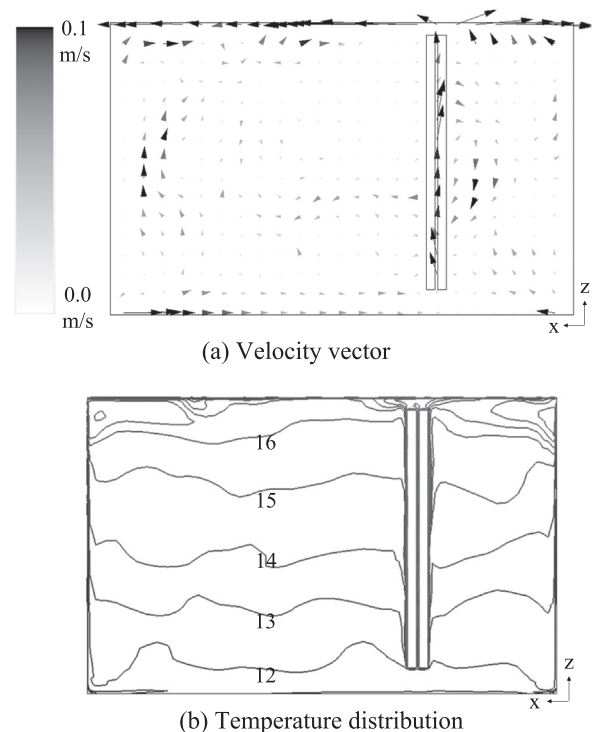 0.1
m/s
0.0
m/s
z
x
(a) Velocity vector
16
15
14
13
12
z
x
(b) Temperature distribution